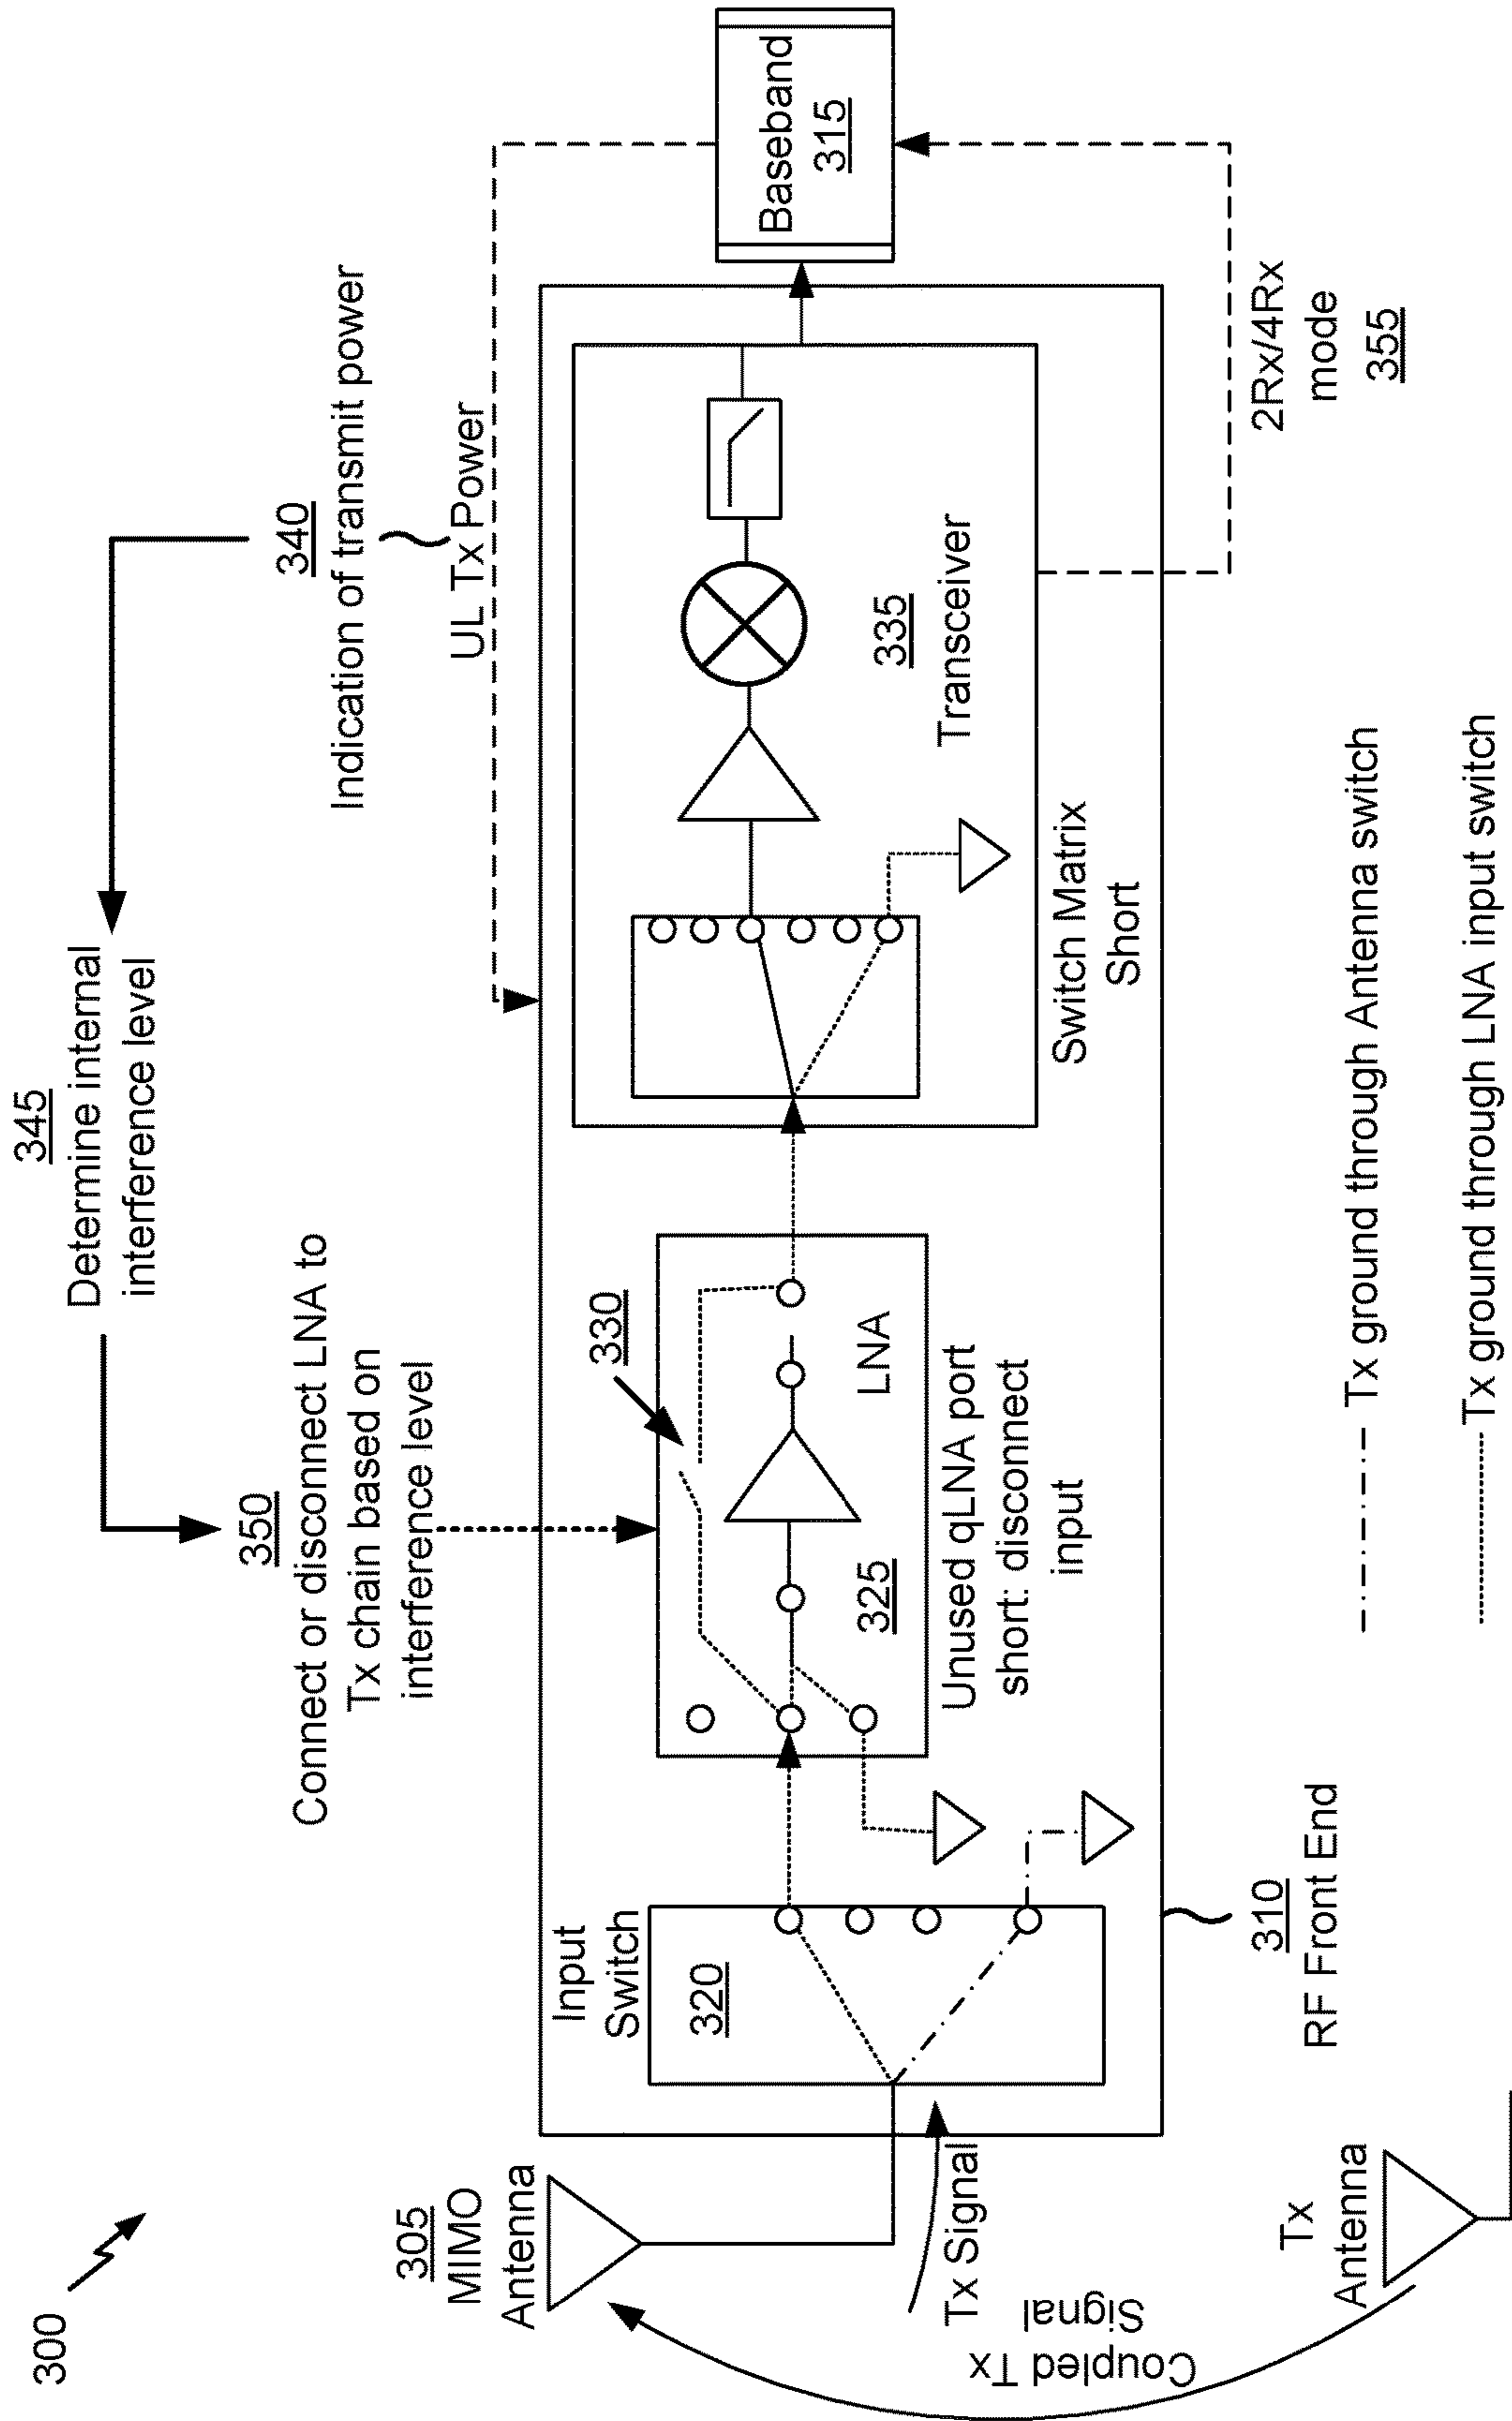 300
345
Determine internal
interference level
350
Connect or disconnect LNA to
Tx chain based on
interference level
340
Indication of transmit power
UL Tx Power
305
MIMO
Antenna
Input
Switch
320
330
325
LNA
Unused qLNA port
short: disconnect
input
335
Transceiver
Switch Matrix
Short
Baseband
315
2Rx/4Rx
mode
355
Tx Signal
Coupled Tx
Signal
310
RF Front End
Tx
Antenna
Tx ground through Antenna switch
Tx ground through LNA input switch